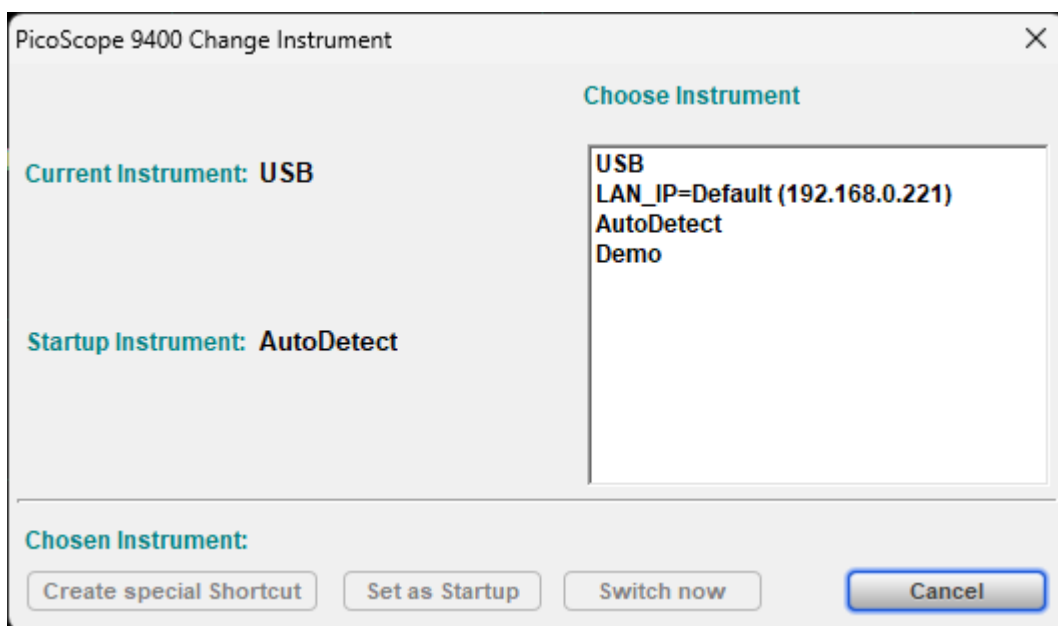 PicoScope 9400 Change Instrument
Choose Instrument
Current Instrument: USB
USB
LAN_IP=Default (192.168.0.221)
AutoDetect
Demo
Startup Instrument: AutoDetect
Chosen Instrument:
Create special Shortcut
Set as Startup
Switch now
Cancel